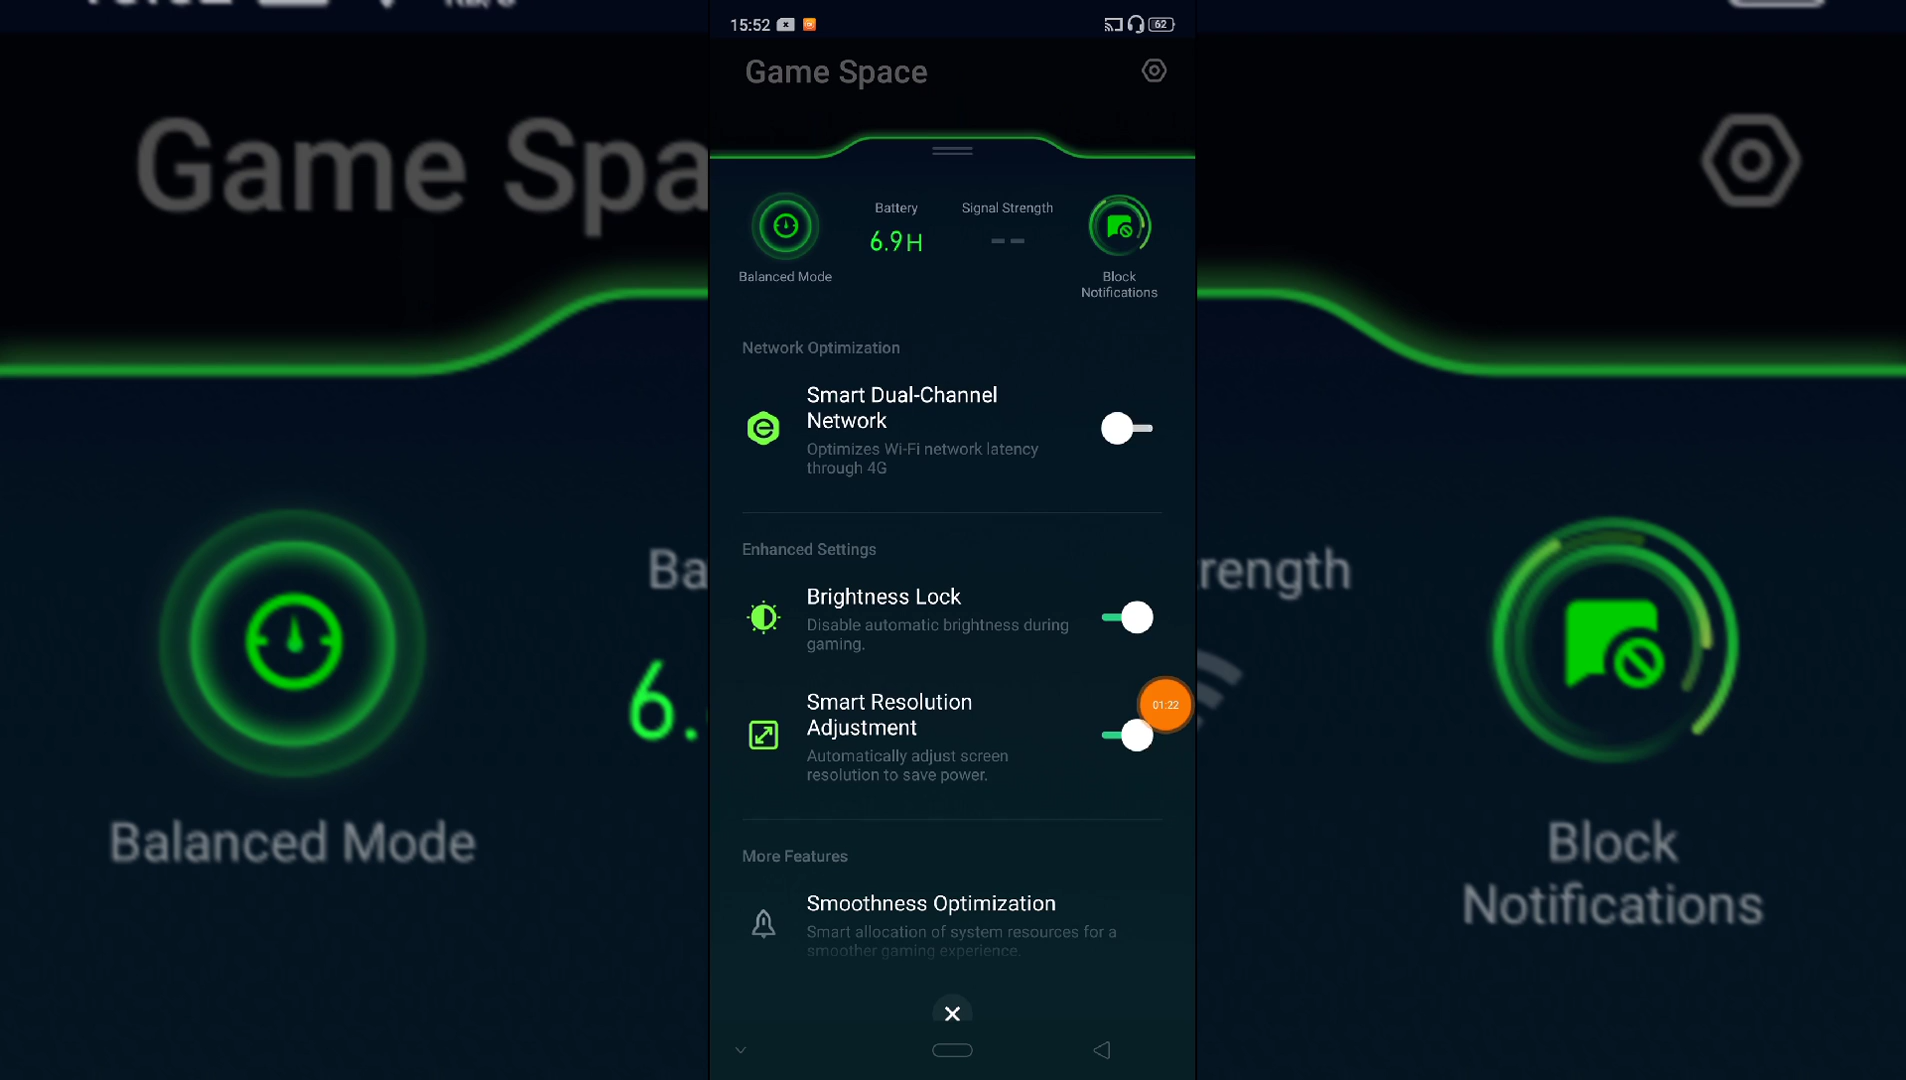 15:52
62
Game Space
Battery
6.9H
Signal Strength
--
Balanced Mode
Block
Notifications
Network Optimization
Smart Dual-Channel
Network
Optimizes Wi-Fi network latency
through 4G
Enhanced Settings
Brightness Lock
Disable automatic brightness during
gaming.
Smart Resolution
Adjustment
Automatically adjust screen
resolution to save power.
01:22
More Features
Smoothness Optimization
Smart allocation of system resources for a
smoother gaming experience.
Game Spa
Ba
rength
6.
Balanced Mode
Block
Notifications